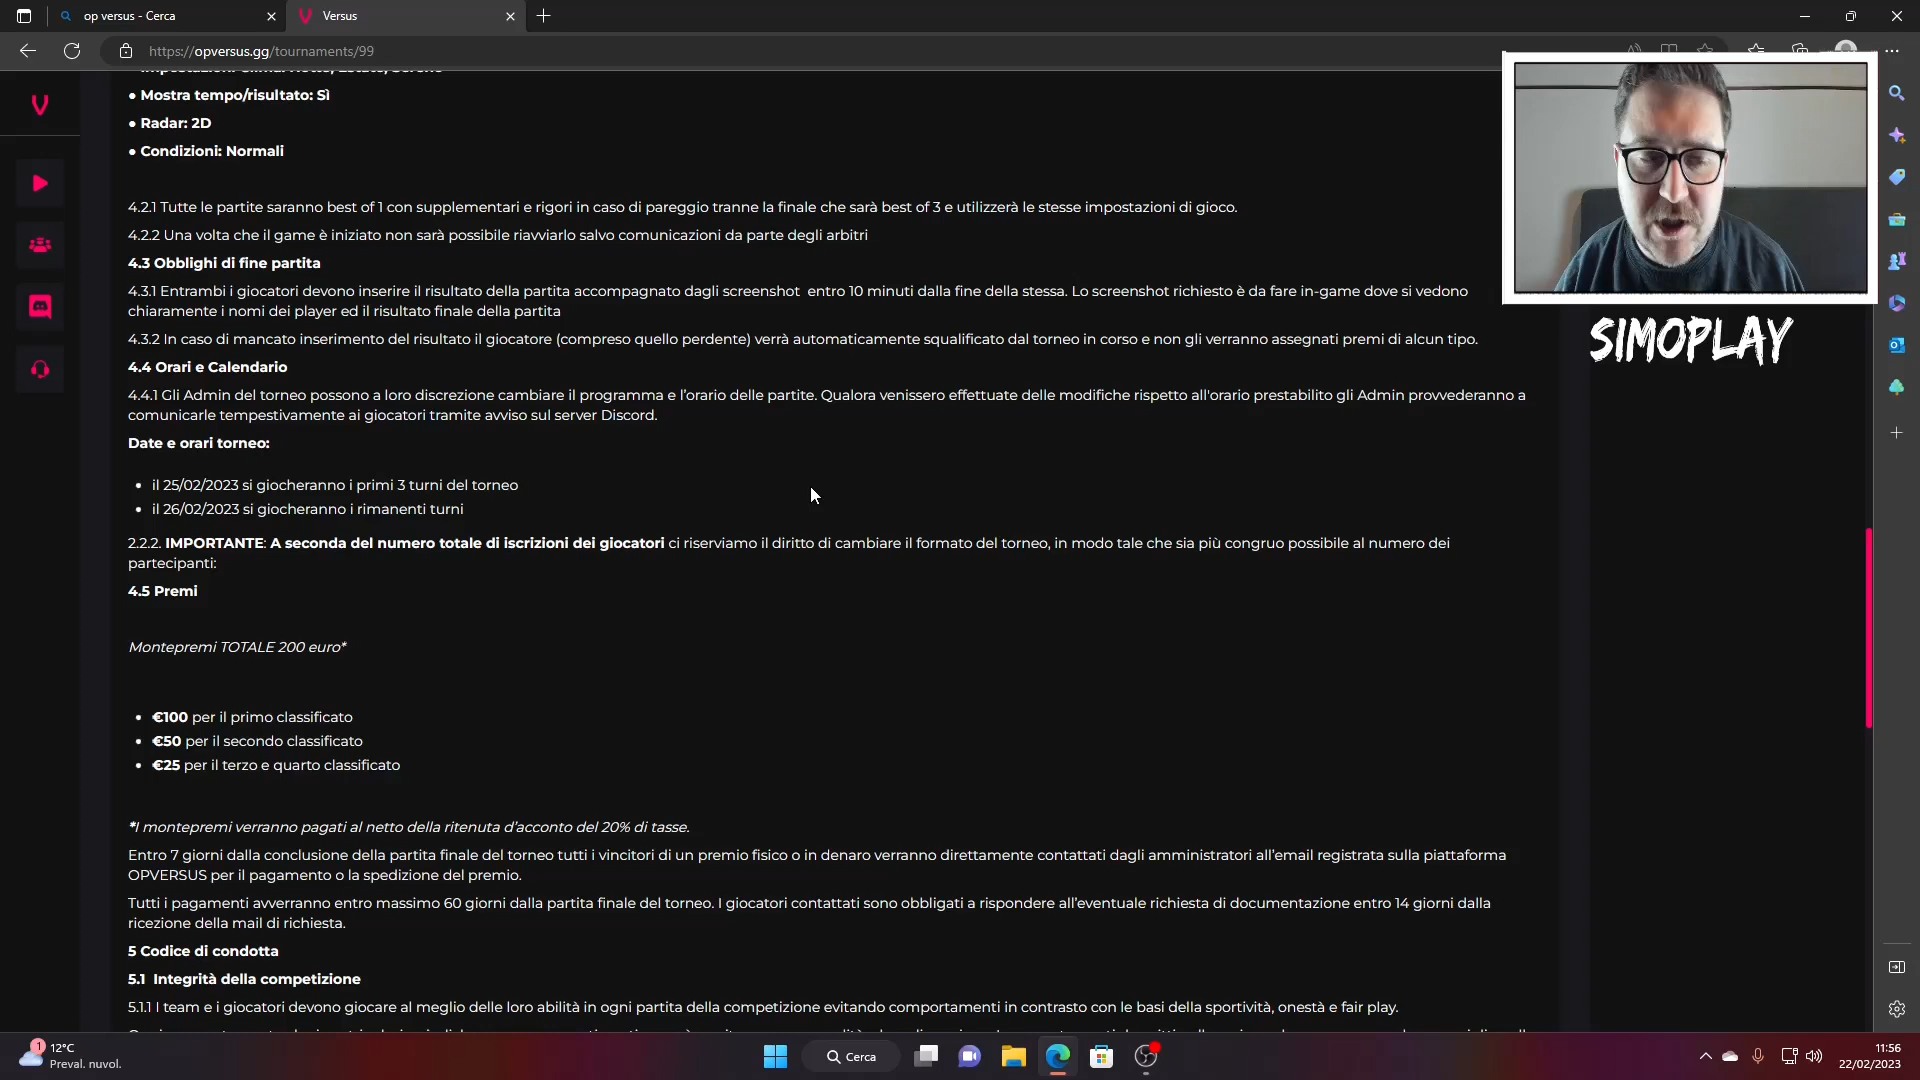 op versus - Cerca
Versus
https://opversus.gg/tournaments/99
● Mostra tempo/risultato: Sì
● Radar: 2D
● Condizioni: Normali
4.2.1 Tutte le partite saranno best of 1 con supplementari e rigori in caso di pareggio tranne la finale che sarà best of 3 e utilizzerà le stesse impostazioni di gioco.
4.2.2 Una volta che il game è iniziato non sarà possibile riavviarlo salvo comunicazioni da parte degli arbitri
4.3 Obblighi di fine partita
4.3.1 Entrambi i giocatori devono inserire il risultato della partita accompagnato dagli screenshot entro 10 minuti dalla fine della stessa. Lo screenshot richiesto è da fare in-game dove si vedono
chiaramente i nomi dei player ed il risultato finale della partita
4.3.2 In caso di mancato inserimento del risultato il giocatore (compreso quello perdente) verrà automaticamente squalificato dal torneo in corso e non gli verranno assegnati premi di alcun tipo.
4.4 Orari e Calendario
4.4.1 Gli Admin del torneo possono a loro discrezione cambiare il programma e l'orario delle partite. Qualora venissero effettuate delle modifiche rispetto all'orario prestabilito gli Admin provvederanno a
comunicarle tempestivamente ai giocatori tramite avviso sul server Discord.
Date e orari torneo:
• il 25/02/2023 si giocheranno i primi 3 turni del torneo
• il 26/02/2023 si giocheranno i rimanenti turni
2.2.2. IMPORTANTE: A seconda del numero totale di iscrizioni dei giocatori ci riserviamo il diritto di cambiare il formato del torneo, in modo tale che sia più congruo possibile al numero dei
partecipanti:
4.5 Premi
Montepremi TOTALE 200 euro*
• €100 per il primo classificato
• €50 per il secondo classificato
• €25 per il terzo e quarto classificato
*I montepremi verranno pagati al netto della ritenuta d'acconto del 20% di tasse.
Entro 7 giorni dalla conclusione della partita finale del torneo tutti i vincitori di un premio fisico o in denaro verranno direttamente contattati dagli amministratori all'email registrata sulla piattaforma
OPVERSUS per il pagamento o la spedizione del premio.
Tutti i pagamenti avverranno entro massimo 60 giorni dalla partita finale del torneo. I giocatori contattati sono obbligati a rispondere all'eventuale richiesta di documentazione entro 14 giorni dalla
ricezione della mail di richiesta.
5 Codice di condotta
5.1 Integrità della competizione
5.1.1 I team e i giocatori devono giocare al meglio delle loro abilità in ogni partita della competizione evitando comportamenti in contrasto con le basi della sportività, onestà e fair play.
SIMOPLAY
1
12°C
Preval. nuvol.
Cerca
11:56
22/02/2023